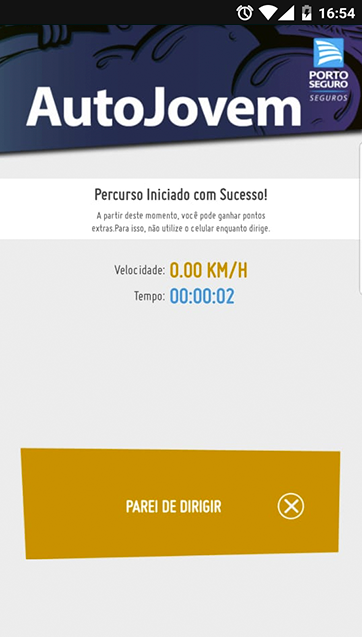 16:54
AutoJovem
PORTO
SEGURO
SEGUROS
Percurso Iniciado com Sucesso!
A partir deste momento, você pode ganhar pontos
extras.Para isso, não utilize o celular enquanto dirige.
Velocidade: 0.00 KM/H
Tempo: 00:00:02
PAREI DE DIRIGIR